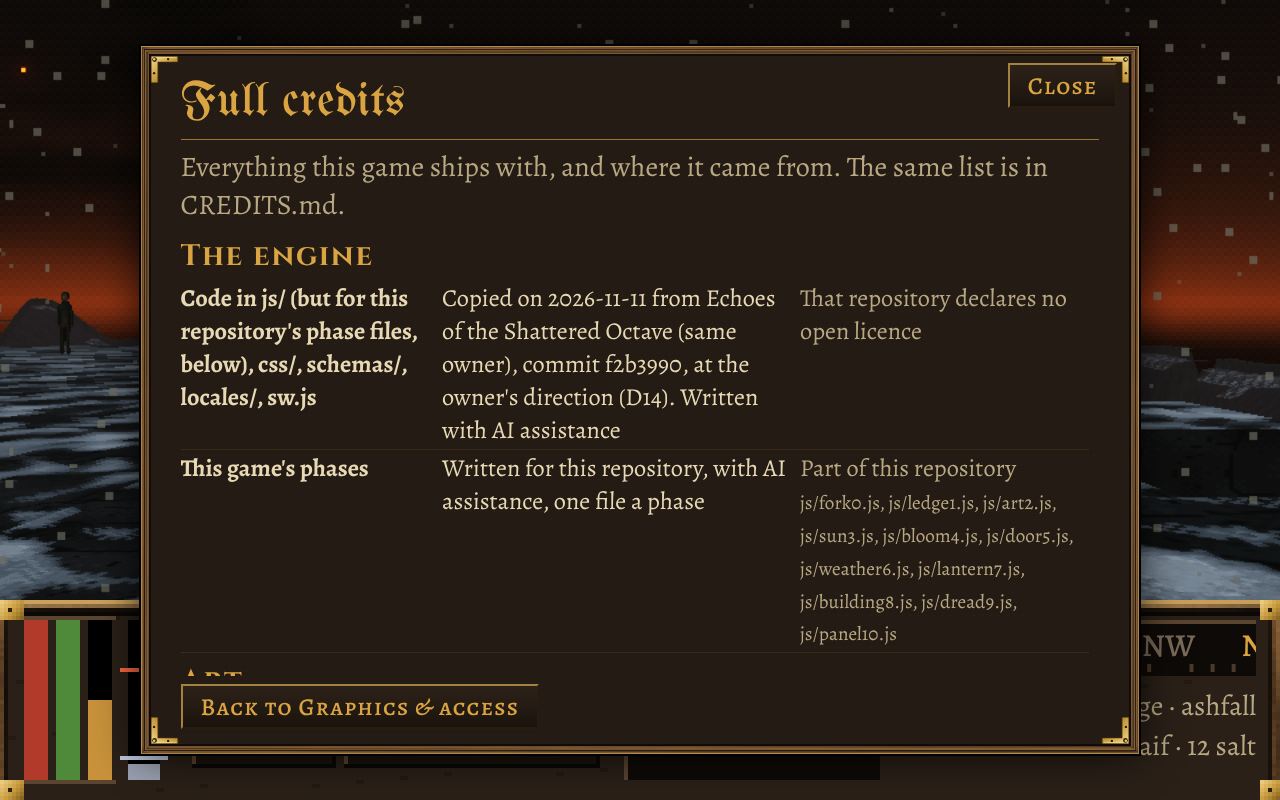 Full credits
Close
Everything this game ships with, and where it came from. The same list is in
CREDITS.md.
The engine
Code in js/ (but for this
repository's phase files,
below), css/, schemas/,
locales/, sw.js
Copied on 2026-11-11 from Echoes
of the Shattered Octave (same
owner), commit f2b3990, at the
owner's direction (D14). Written
with AI assistance
That repository declares no
open licence
This game's phases
Written for this repository, with AI
assistance, one file a phase
Part of this repository
js/fork0.js, js/ledge1.js, js/art2.js,
js/sun3.js, js/bloom4.js, js/door5.js,
js/weather6.js, js/lantern7.js,
js/building8.js, js/dread9.js,
js/panel10.js
Back to Graphics & access
NW
· ashfall
· 12 salt